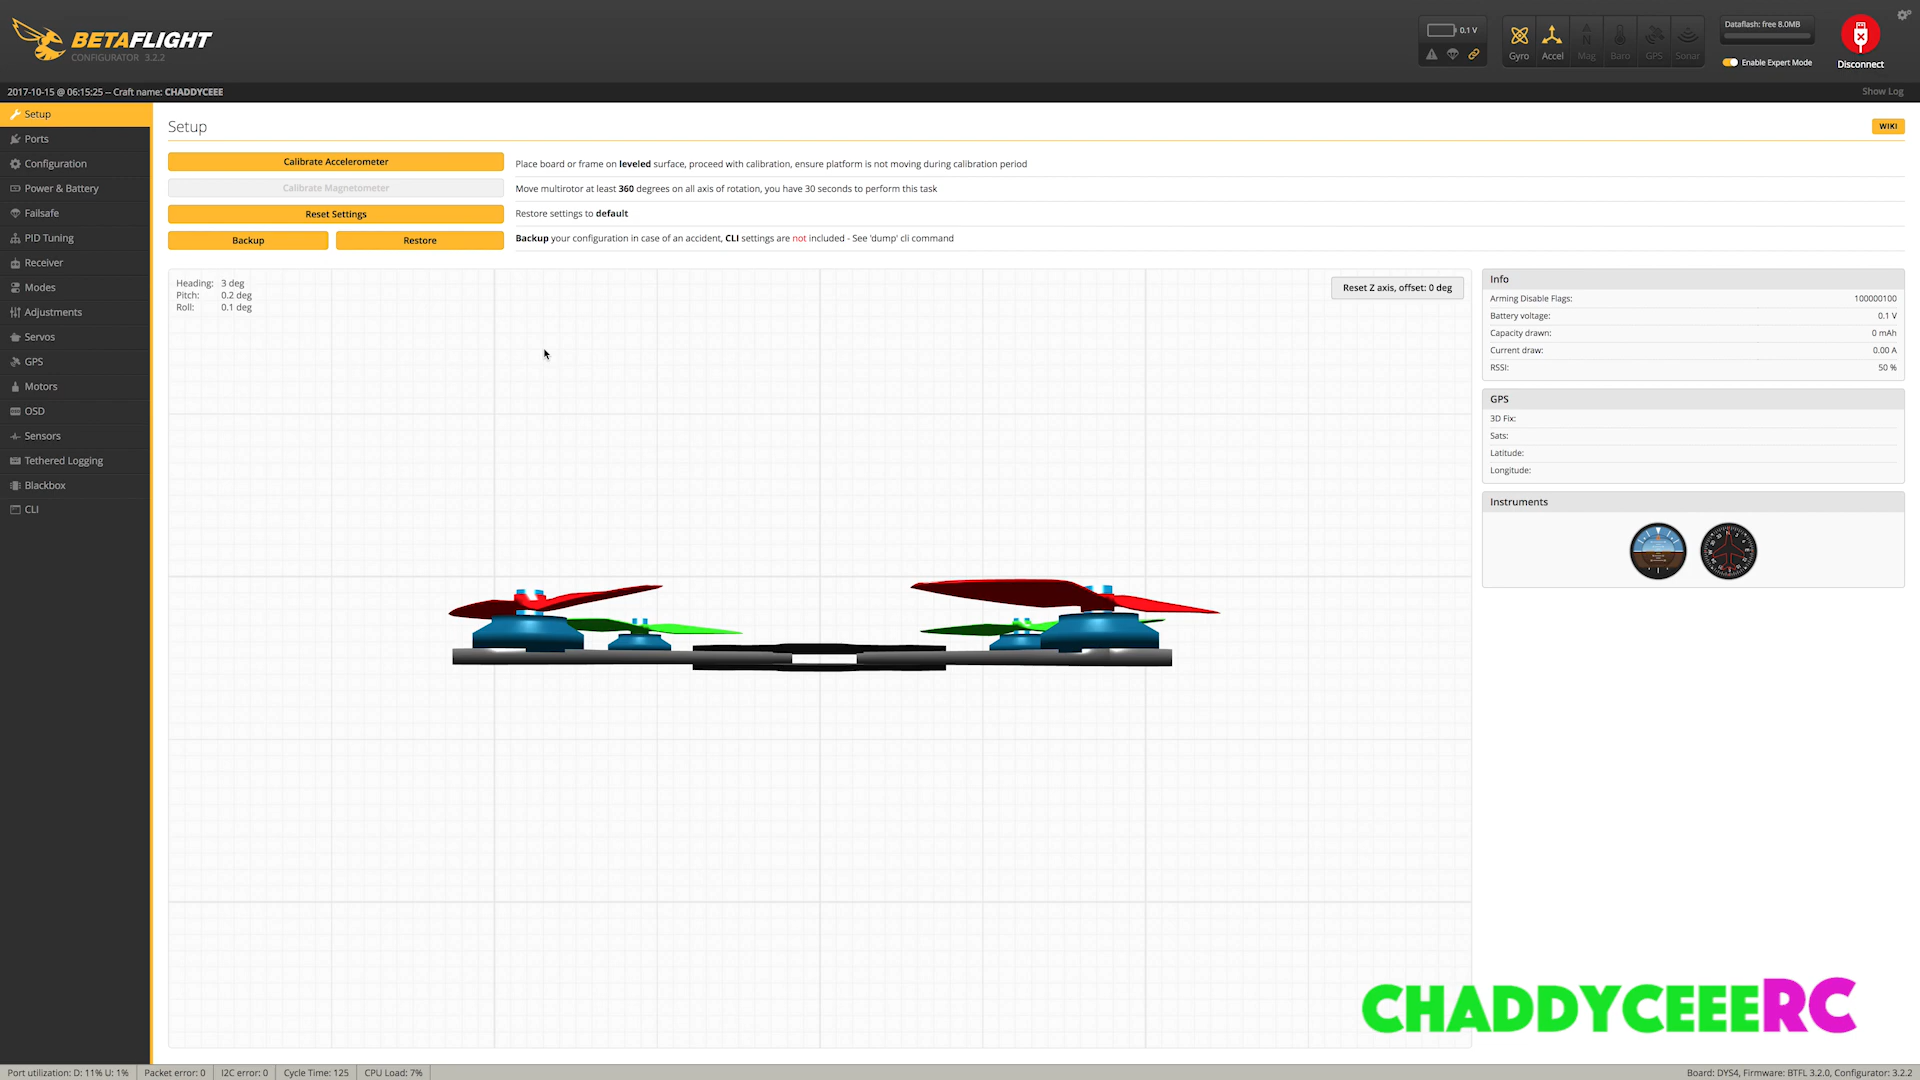 BETAFLIGHT
CONFIGURATOR 3.2.2
0.1 V
Gyro
Accel
Mag
Baro
GPS
Sonar
Dataflash: free 8.0MB
Enable Expert Mode
Disconnect
2017-10-15 @ 06:15:25 -- Craft name: CHADDYCEEE
Show Log
Setup
Ports
Configuration
Power & Battery
Failsafe
PID Tuning
Receiver
Modes
Adjustments
Servos
GPS
Motors
OSD
Sensors
Tethered Logging
Blackbox
CLI
Setup
WIKI
Calibrate Accelerometer
Place board or frame on leveled surface, proceed with calibration, ensure platform is not moving during calibration period
Calibrate Magnetometer
Move multirotor at least 360 degrees on all axis of rotation, you have 30 seconds to perform this task
Reset Settings
Restore settings to default
Backup
Restore
Backup your configuration in case of an accident, CLI settings are not included - See 'dump' cli command
Heading: 3 deg
Pitch: 0.2 deg
Roll: 0.1 deg
Reset Z axis, offset: 0 deg
Info
Arming Disable Flags: 100000100
Battery voltage: 0.1 V
Capacity drawn: 0 mAh
Current draw: 0.00 A
RSSI: 50 %
GPS
3D Fix:
Sats:
Latitude:
Longitude:
Instruments
CHADDYCEEERC
Port utilization: D: 11% U: 1%
Packet error: 0
I2C error: 0
Cycle Time: 125
CPU Load: 7%
Board: DYS4, Firmware: BTFL 3.2.0, Configurator: 3.2.2